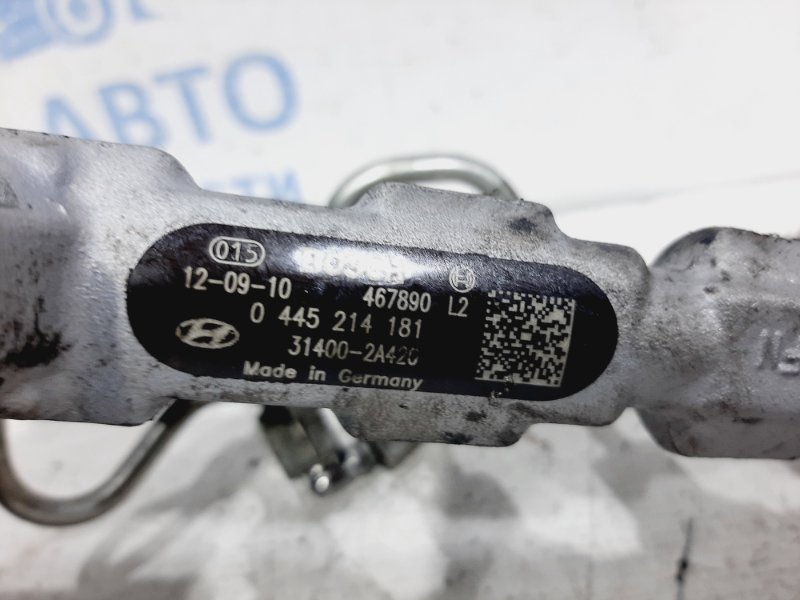 АВТО
015 BOSCH
12-09-10 467890 L2
0 445 214 181
31400-2A420
Made in Germany